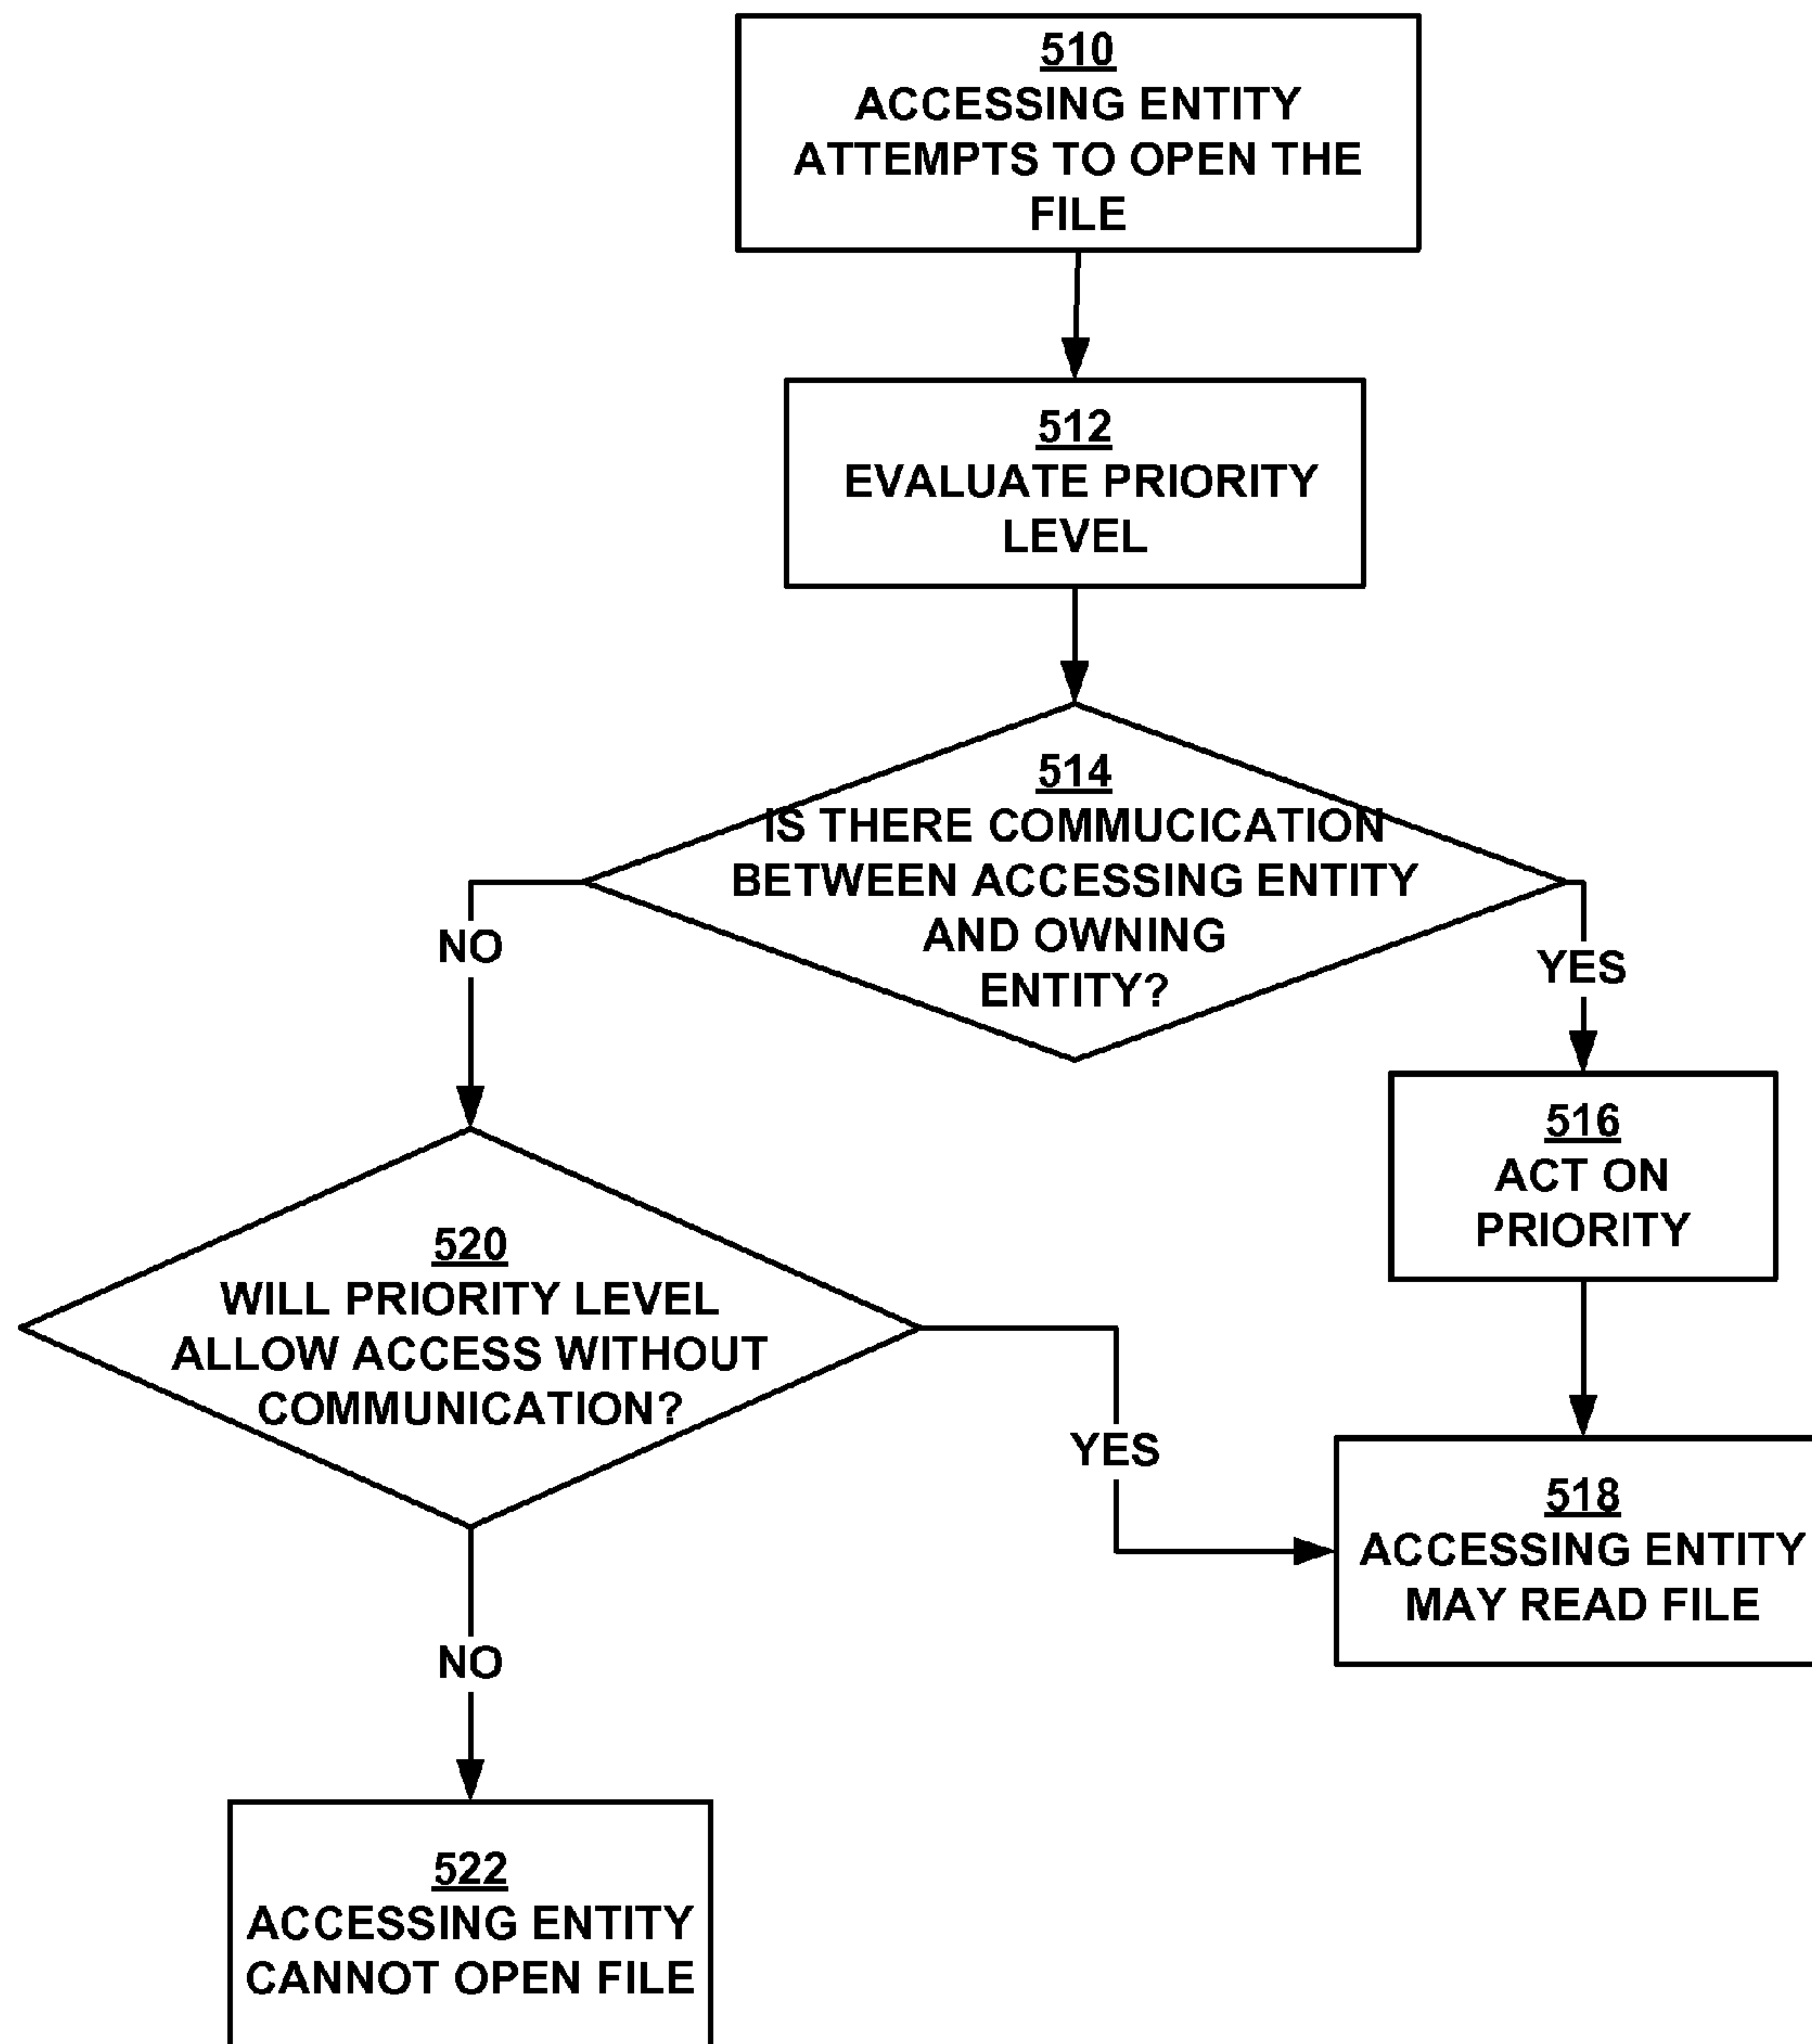 510
ACCESSING ENTITY
ATTEMPTS TO OPEN THE
FILE
512
EVALUATE PRIORITY
LEVEL
514
IS THERE COMMUCICATION
BETWEEN ACCESSING ENTITY
AND OWNING
ENTITY?
NO
YES
516
ACT ON
PRIORITY
520
WILL PRIORITY LEVEL
ALLOW ACCESS WITHOUT
COMMUNICATION?
YES
518
ACCESSING ENTITY
MAY READ FILE
NO
522
ACCESSING ENTITY
CANNOT OPEN FILE